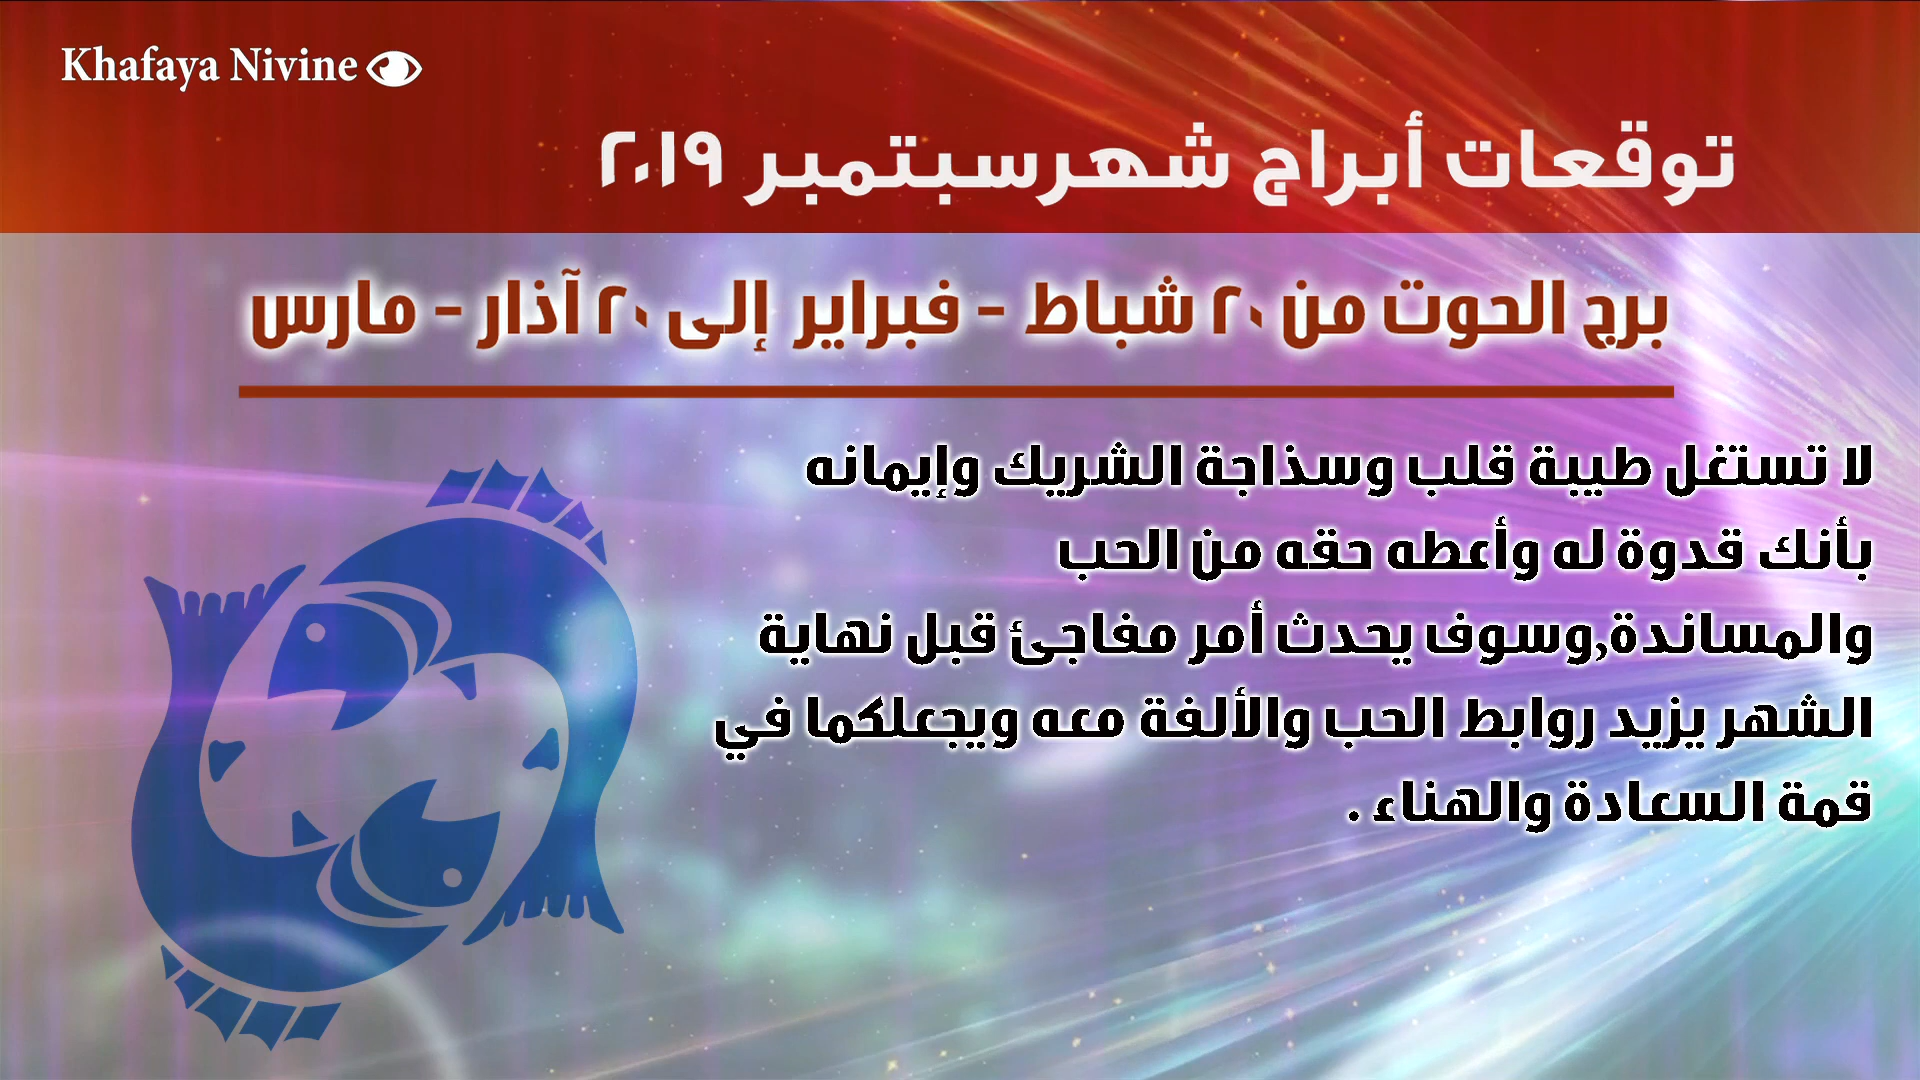 Khafaya Nivine
توقعات أبراج شهرسبتمبر ٢٠١٩
برج الحوت من ٢٠ شباط - فبراير إلى ٢٠ آذار - مارس
لا تستغل طيبة قلب وسذاجة الشريك وإيمانه
بأنك قدوة له وأعطه حقه من الحب
والمساندة,وسوف يحدث أمر مفاجئ قبل نهاية
الشهر يزيد روابط الحب والألفة معه ويجعلكما في
قمة السعادة والهناء .